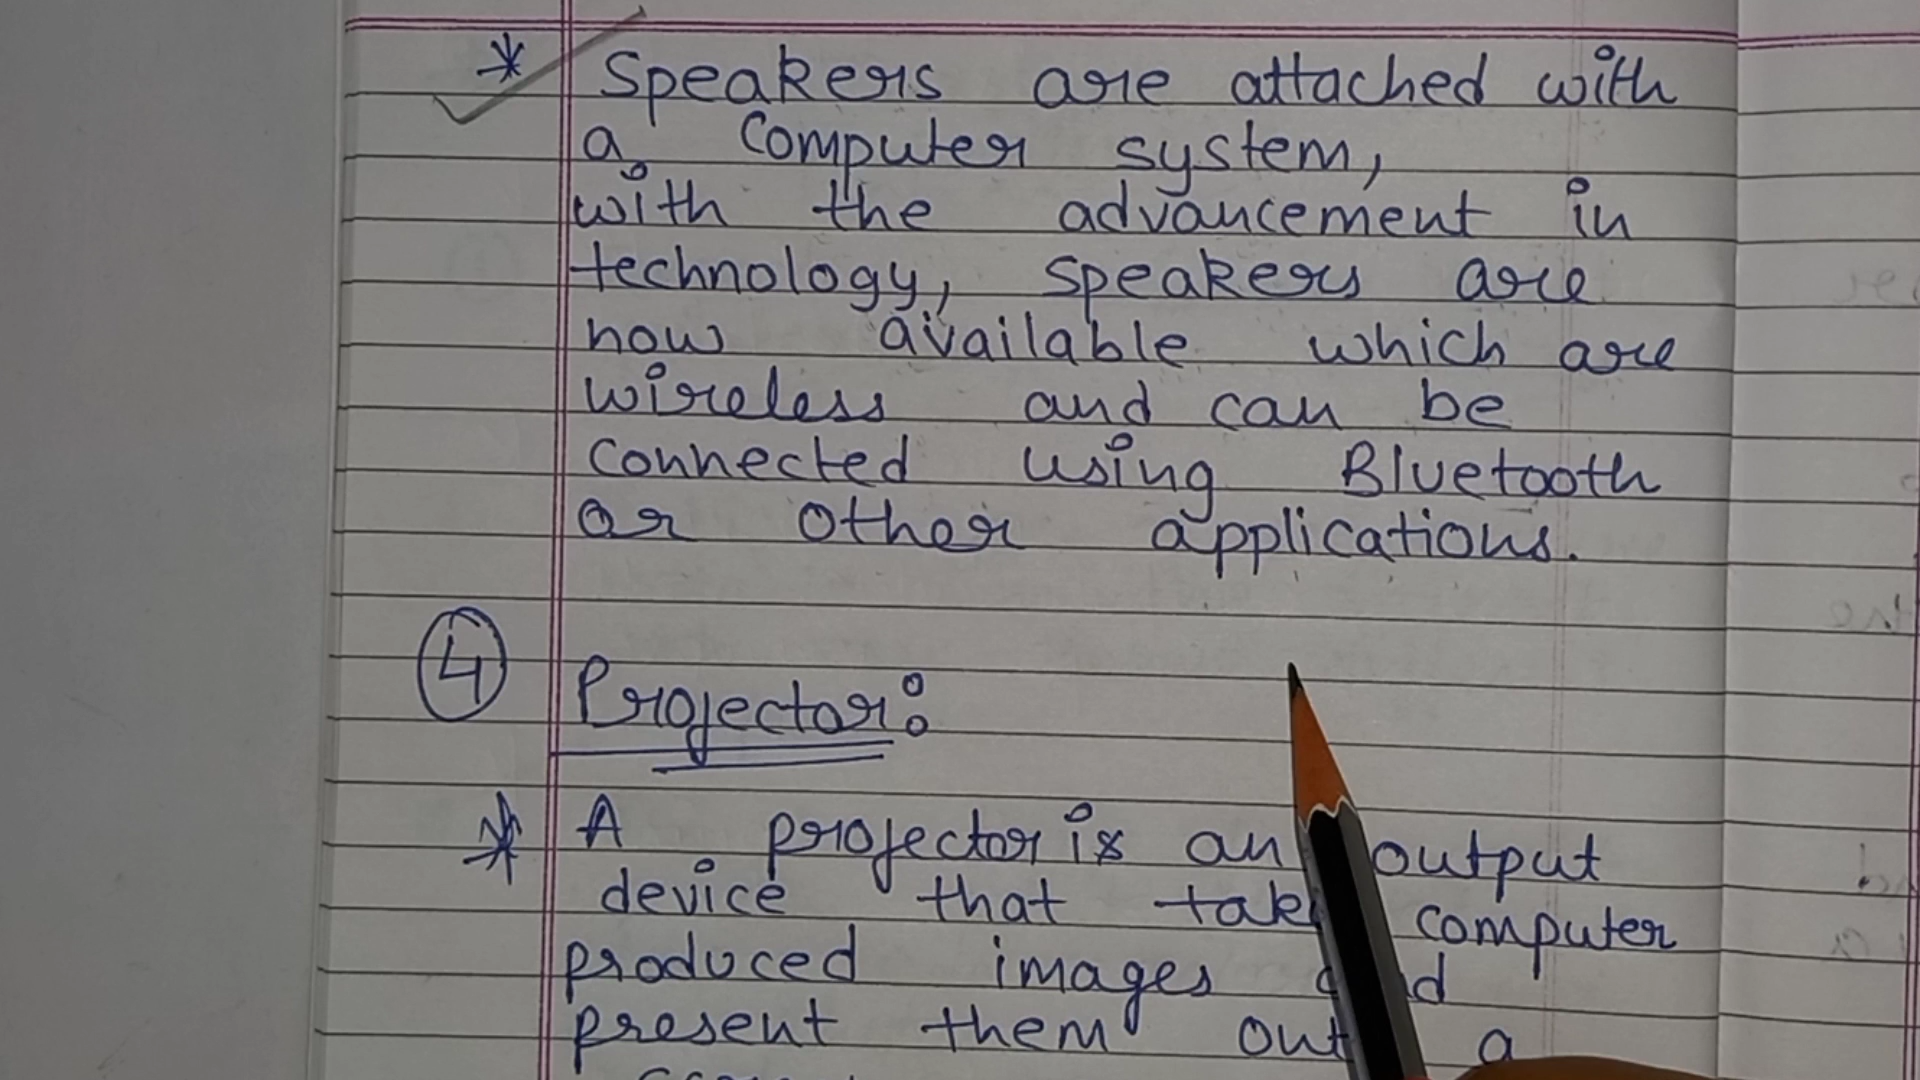 * Speakers are attached with
a computer system,
with the advancement in
technology, speakers are
now available which are
wireless and can be
connected using Bluetooth
or other applications.
4 Projector:
* A projector is an output
device that computer
produced images
present them a